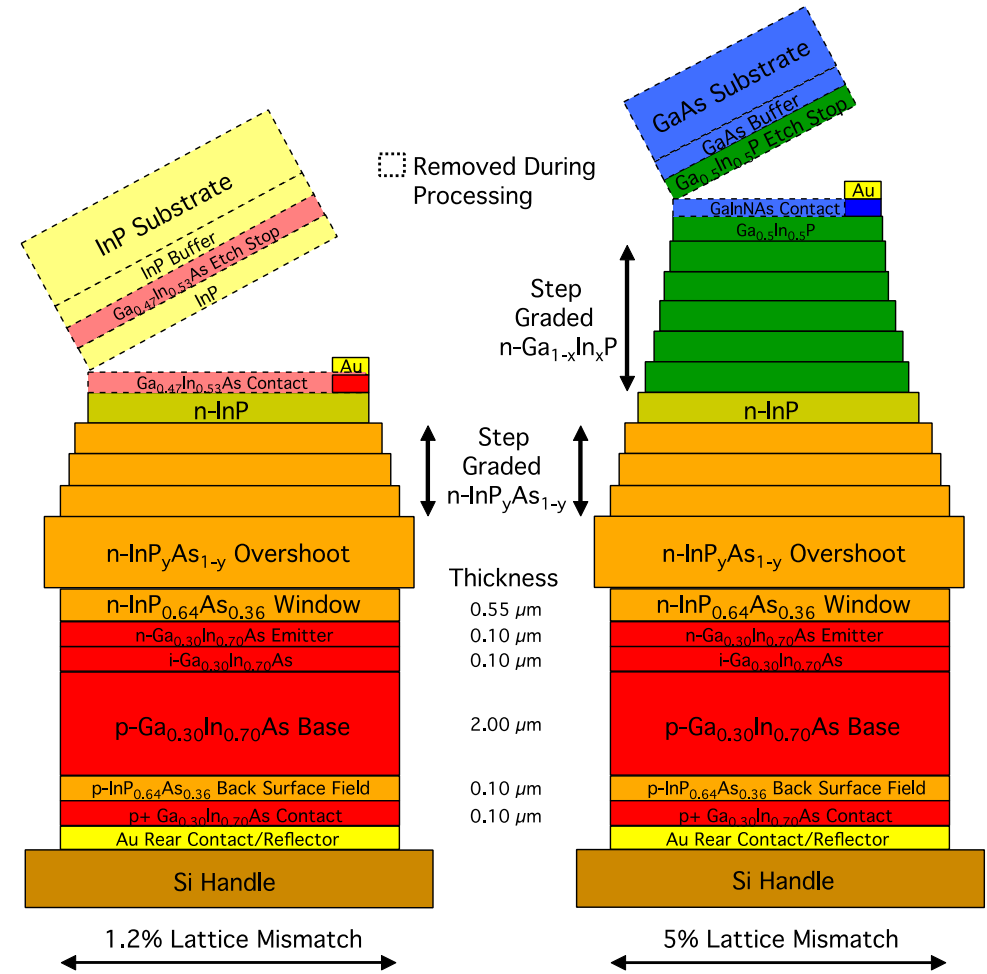 InP Substrate
InP Buffer
Ga0.47In0.53As Etch Stop
InP
Au
Ga0.47In0.53As Contact
n-InP
n-InPyAs1-y Overshoot
n-InP0.64As0.36 Window
n-Ga0.30In0.70As Emitter
i-Ga0.30In0.70As
p-Ga0.30In0.70As Base
p-InP0.64As0.36 Back Surface Field
p+ Ga0.30In0.70As Contact
Au Rear Contact/Reflector
Si Handle
1.2% Lattice Mismatch
Removed During
Processing
Step
Graded
n-Ga1-xInxP
Step
Graded
n-InPyAs1-y
Thickness
0.55 µm
0.10 µm
0.10 µm
2.00 µm
0.10 µm
0.10 µm
GaAs Substrate
GaAs Buffer
Ga0.5In0.5P Etch Stop
Au
GaInNAs Contact
Ga0.5In0.5P
n-InP
n-InPyAs1-y Overshoot
n-InP0.64As0.36 Window
n-Ga0.30In0.70As Emitter
i-Ga0.30In0.70As
p-Ga0.30In0.70As Base
p-InP0.64As0.36 Back Surface Field
p+ Ga0.30In0.70As Contact
Au Rear Contact/Reflector
Si Handle
5% Lattice Mismatch